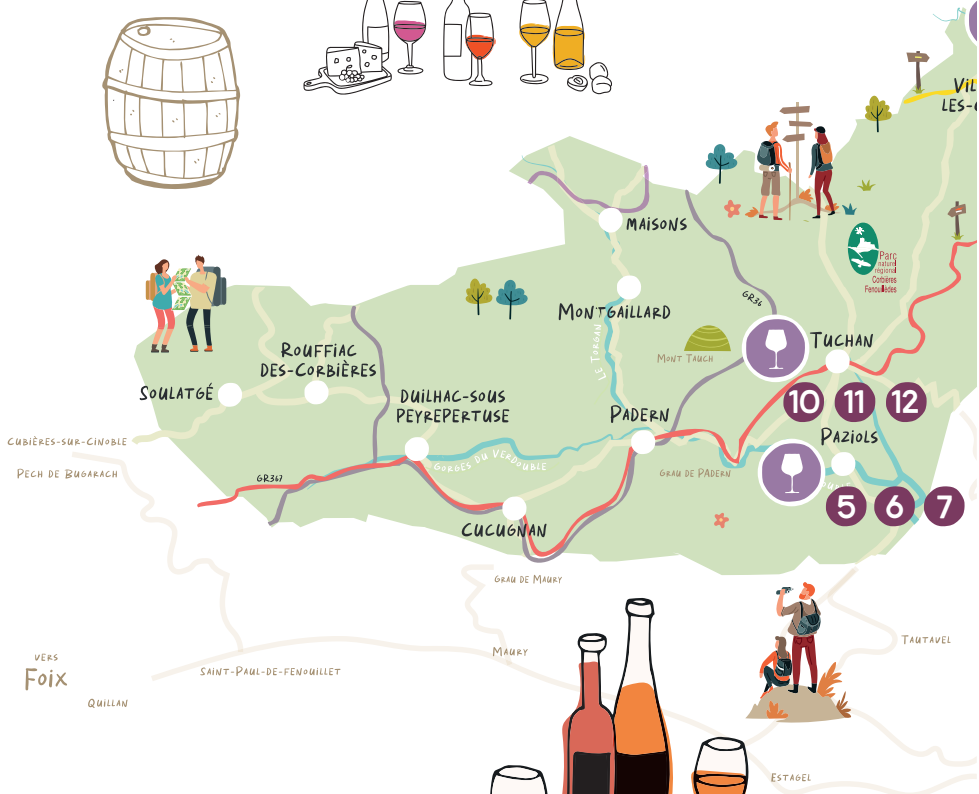 VIL
LES-
MAISONS
Parc
naturel
régional
Corbières
Fenouillèdes
MONTGAILLARD
GR36
LE TORGAN
MONT TAUCH
TUCHAN
ROUFFIAC
DES-CORBIÈRES
SOULATGÉ
DUILHAC-SOUS
PEYREPERTUSE
PADERN
10 11 12
PAZIOLS
CUBIÈRES-SUR-CINOBLE
PECH DE BUGARACH
GORGES DU VERDOUBLE
GRAU DE PADERN
GR367
5 6 7
CUCUGNAN
GRAU DE MAURY
TAUTAVEL
MAURY
VERS
FOIX
SAINT-PAUL-DE-FENOUILLET
QUILLAN
ESTAGEL